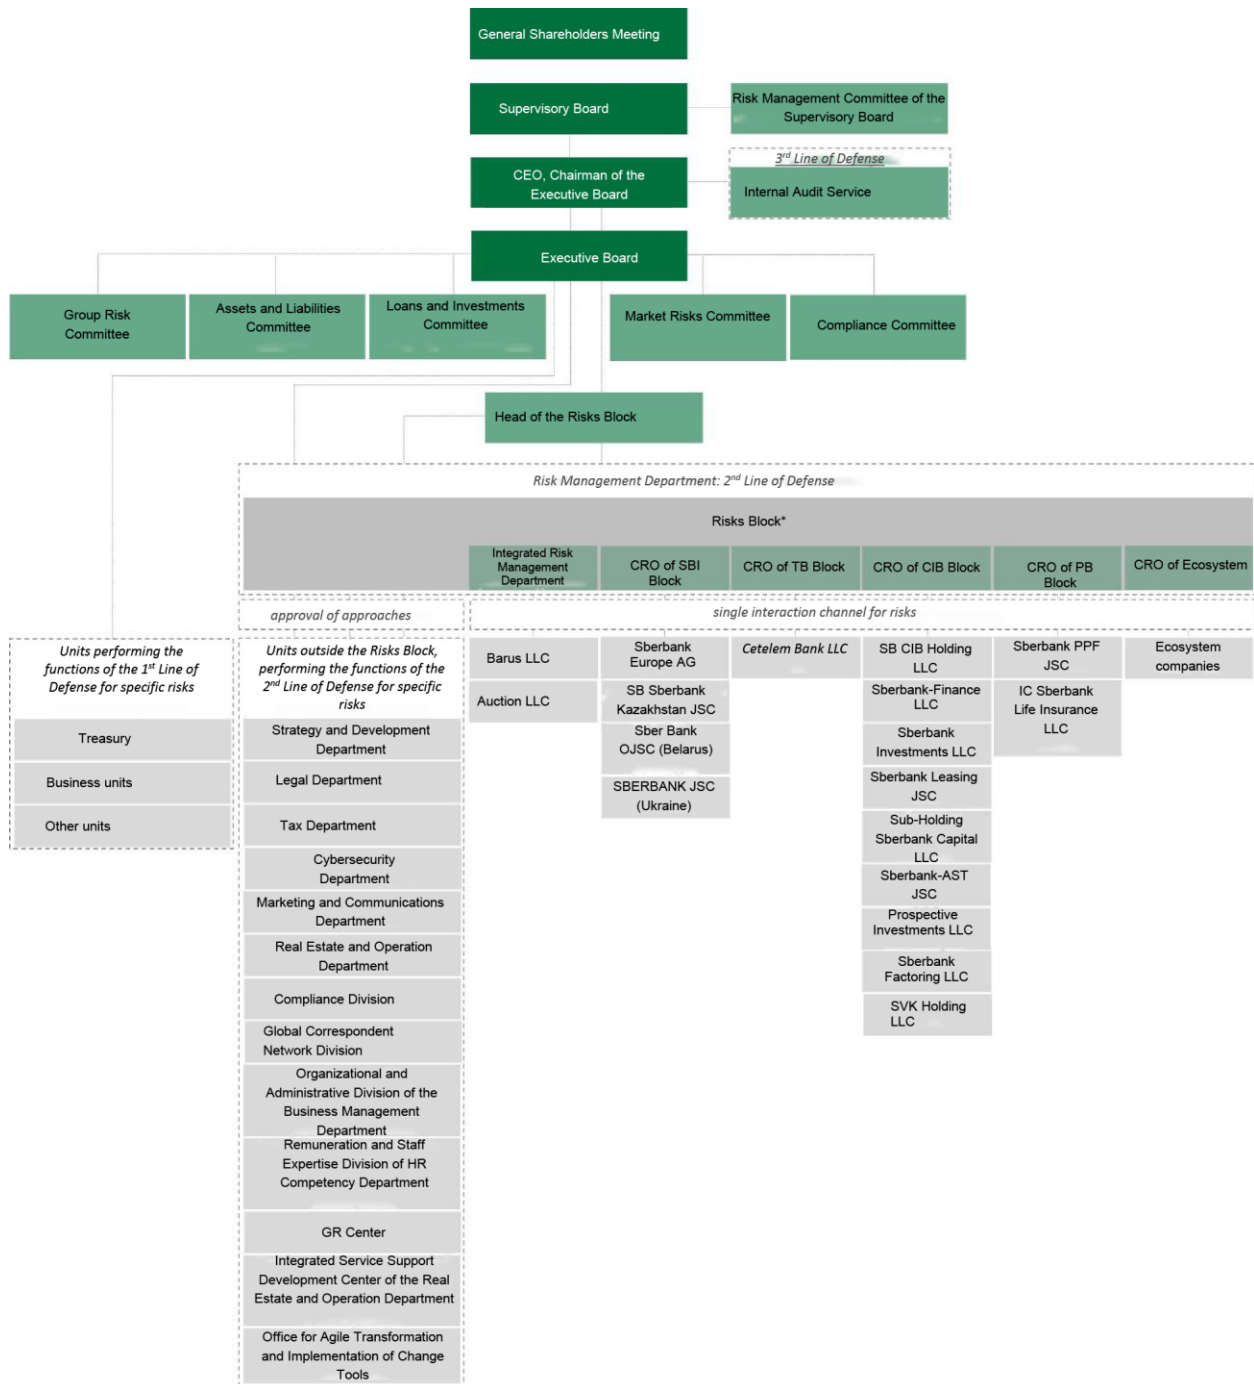 General Shareholders Meeting
Supervisory Board
Risk Management Committee of the
Supervisory Board
3rd Line of Defense
CEO, Chairman of the
Executive Board
Internal Audit Service
Executive Board
Group Risk
Committee
Assets and Liabilities
Committee
Loans and Investments
Committee
Market Risks Committee
Compliance Committee
Head of the Risks Block
Risk Management Department: 2nd Line of Defense
Risks Block*
Integrated Risk
Management
Department
CRO of SBI
Block
CRO of TB Block
CRO of CIB Block
CRO of PB
Block
CRO of Ecosystem
approval of approaches
single interaction channel for risks
Units performing the
functions of the 1st Line of
Defense for specific risks
Treasury
Business units
Other units
Units outside the Risks Block,
performing the functions of the
2nd Line of Defense for specific
risks
Strategy and Development
Department
Legal Department
Tax Department
Cybersecurity
Department
Marketing and Communications
Department
Real Estate and Operation
Department
Compliance Division
Global Correspondent
Network Division
Organizational and
Administrative Division of the
Business Management
Department
Remuneration and Staff
Expertise Division of HR
Competency Department
GR Center
Integrated Service Support
Development Center of the Real
Estate and Operation Department
Office for Agile Transformation
and Implementation of Change
Tools
Barus LLC
Auction LLC
Sberbank
Europe AG
SB Sberbank
Kazakhstan JSC
Sber Bank
OJSC (Belarus)
SBERBANK JSC
(Ukraine)
Cetelem Bank LLC
SB CIB Holding
LLC
Sberbank-Finance
LLC
Sberbank
Investments LLC
Sberbank Leasing
JSC
Sub-Holding
Sberbank Capital
LLC
Sberbank-AST
JSC
Prospective
Investments LLC
Sberbank
Factoring LLC
SVK Holding
LLC
Sberbank PPF
JSC
IC Sberbank
Life Insurance
LLC
Ecosystem
companies